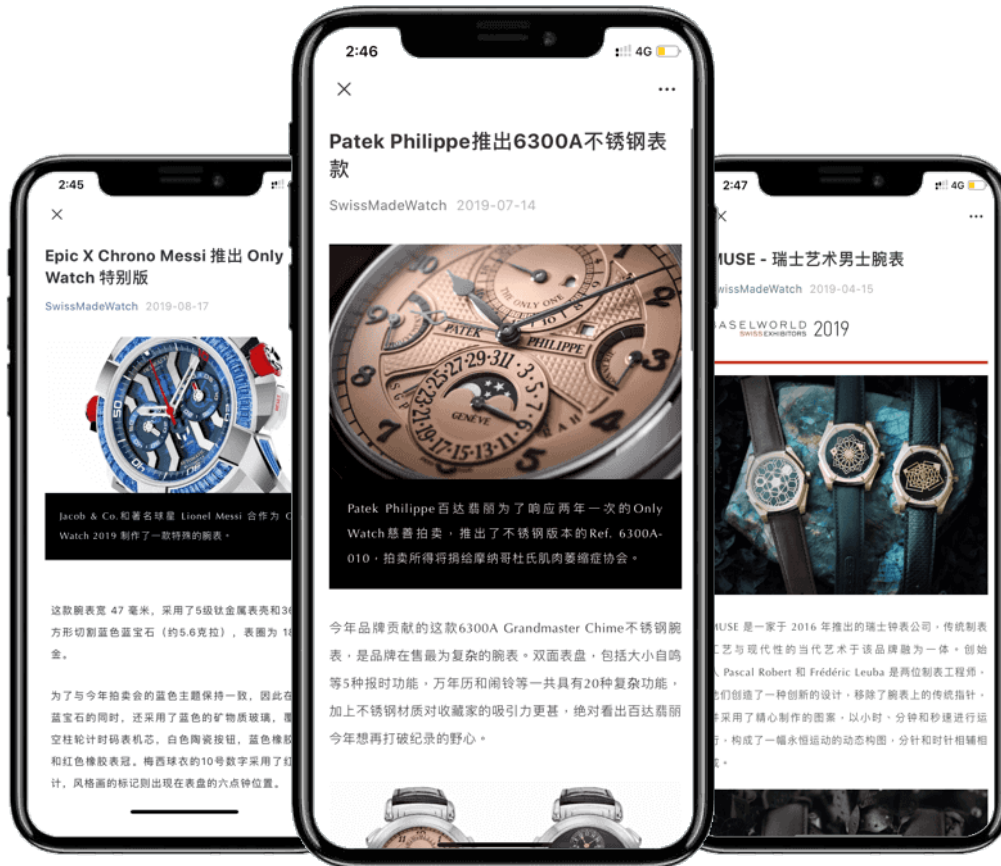 2:45
Epic X Chrono Messi 推出 Only
Watch 特别版
SwissMadeWatch 2019-08-17
50
40
Jacob & Co.和著名球星 Lionel Messi 合作为
Watch 2019 制作了一款特殊的腕表。
这款腕表宽 47 毫米，采用了5级钛金属表壳和36
方形切割蓝色蓝宝石（约5.6克拉），表圈为 18
金。
为了与今年拍卖会的蓝色主题保持一致，因此在
蓝宝石的同时，还采用了蓝色的矿物质玻璃，覆
空柱轮计时码表机芯，白色陶瓷按钮，蓝色橡胶
和红色橡胶表冠。梅西球衣的10号数字采用了红
计，风格画的标记则出现在表盘的六点钟位置。
2:46
4G
Patek Philippe推出6300A不锈钢表
款
SwissMadeWatch 2019-07-14
THE ONLY ONE
PATEK PHILIPPE
GENÈVE
Patek Philippe百达翡丽为了响应两年一次的Only
Watch慈善拍卖，推出了不锈钢版本的Ref. 6300A-
010，拍卖所得将捐给摩纳哥杜氏肌肉萎缩症协会。
今年品牌贡献的这款6300A Grandmaster Chime不锈钢腕
表，是品牌在售最为复杂的腕表。双面表盘，包括大小自鸣
等5种报时功能。万年历和闹铃等一共具有20种复杂功能，
加上不锈钢材质对收藏家的吸引力更甚，绝对看出百达翡丽
今年想再打破纪录的野心。
2:47
4G
MUSE - 瑞士艺术男士腕表
SwissMadeWatch 2019-04-15
BASELWORLD 2019
SWISS EXHIBITORS
MUSE 是一家于 2016 年推出的瑞士钟表公司，传统制表
工艺与现代性的当代艺术于该品牌融为一体。创始
人 Pascal Robert 和 Frédéric Leuba 是两位制表工程师。
他们创造了一种创新的设计，移除了腕表上的传统指针，
并采用了精心制作的图案，以小时、分钟和秒速进行运
行，构成了一幅永恒运动的动态构图，分针和时针相辅相
成。